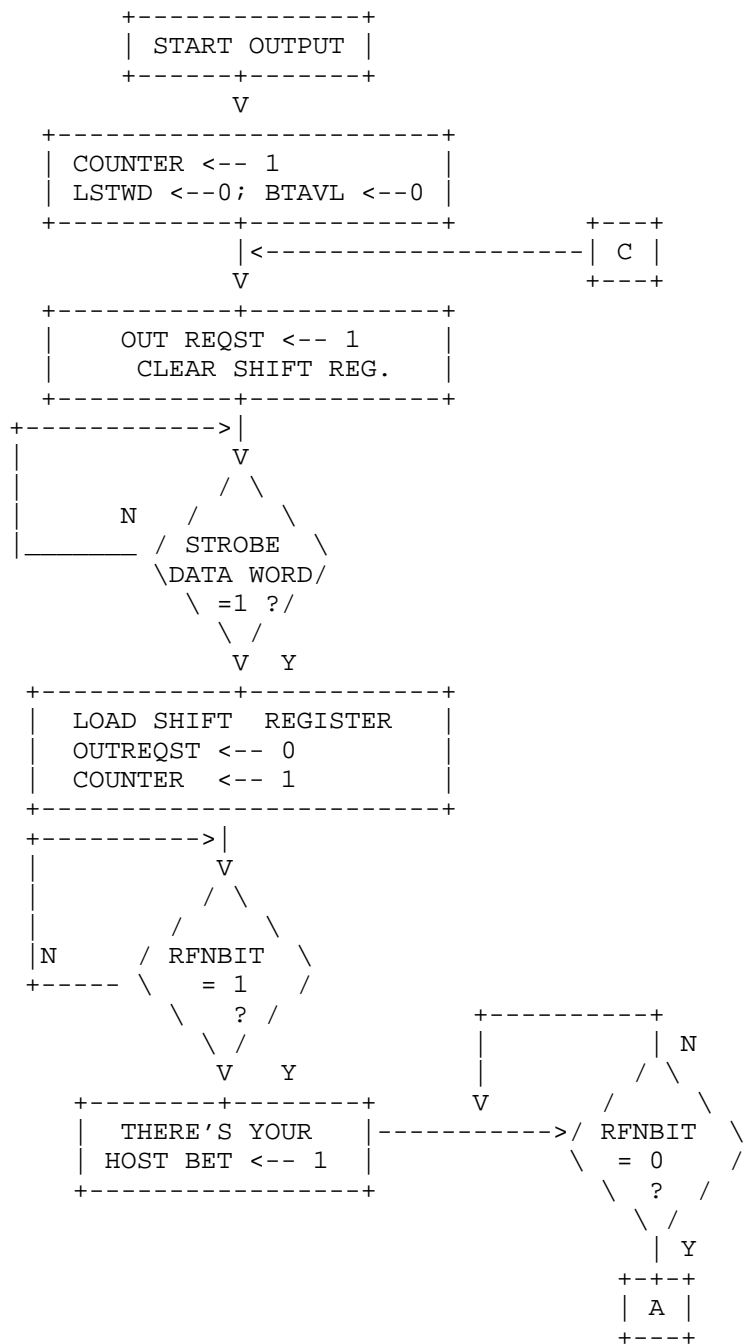 START OUTPUT
COUNTER <-- 1
LSTWD <--0; BTAVL <--0
C
OUT REQST <-- 1
CLEAR SHIFT REG.
N
STROBE
DATA WORD
=1 ?
Y
LOAD SHIFT REGISTER
OUTREQST <-- 0
COUNTER <-- 1
N
RFNBIT
= 1
?
Y
THERE'S YOUR
HOST BET <-- 1
N
RFNBIT
= 0
?
Y
A